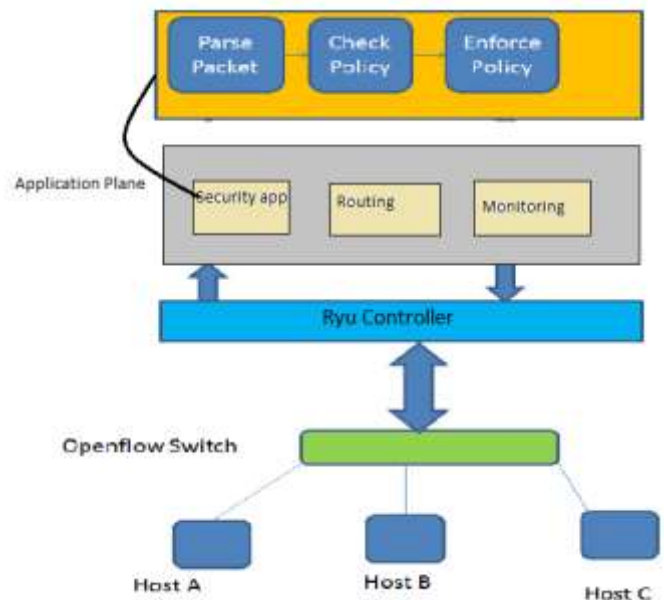 Parse
Packet
Check
Policy
Enforce
Policy
Application Plane
Security app
Routing
Monitoring
Ryu Controller
Openflow Switch
Host A
Host B
Host C